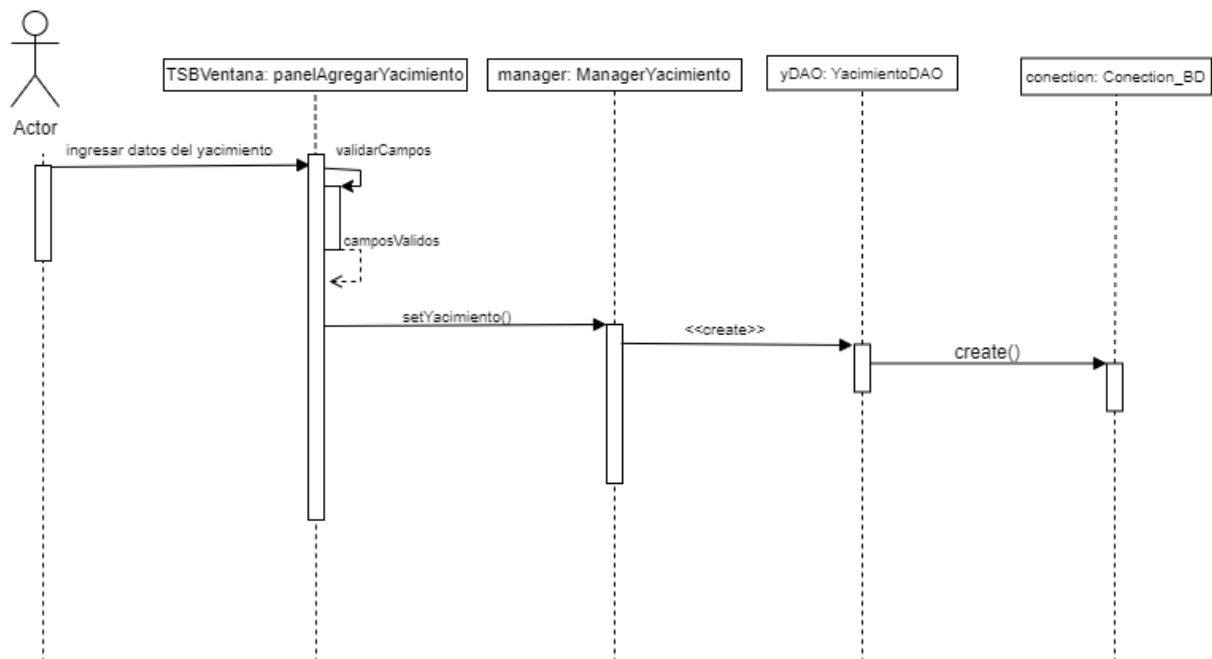 TSBVentana: panelAgregarYacimiento
manager: ManagerYacimiento
yDAO: YacimientoDAO
conection: Conection_BD
Actor
ingresar datos del yacimiento
validarCampos
camposValidos
setYacimiento()
<<create>>
create()